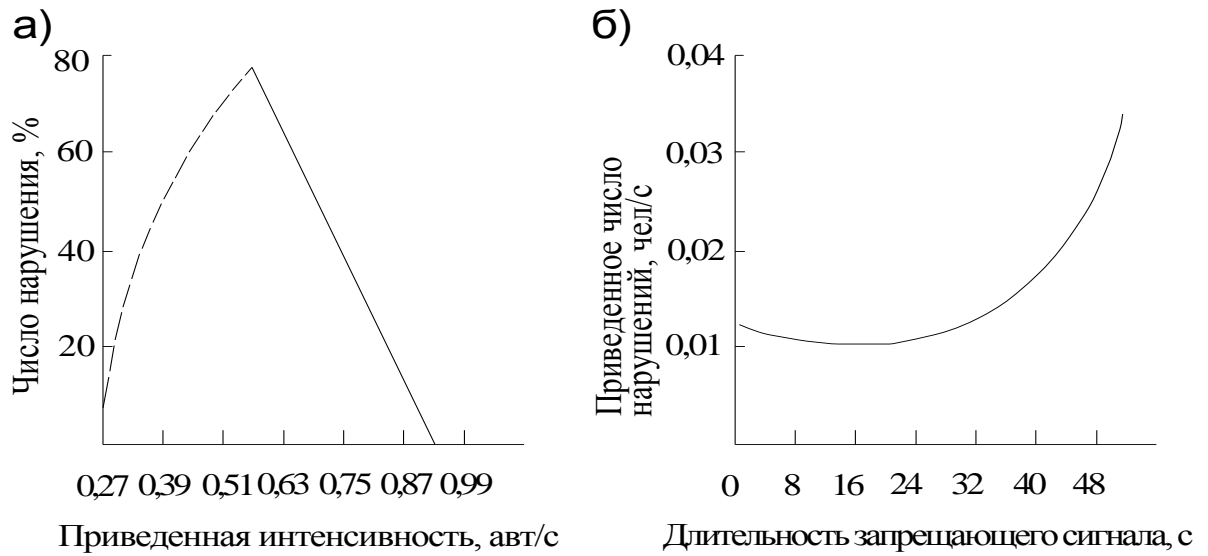 а)
Число нарушения, %
80
60
40
20
0,27 0,39 0,51 0,63 0,75 0,87 0,99
Приведенная интенсивность, авт/с
б)
Приведенное число
нарушений, чел/с
0,04
0,03
0,02
0,01
0 8 16 24 32 40 48
Длительность запрещающего сигнала, с